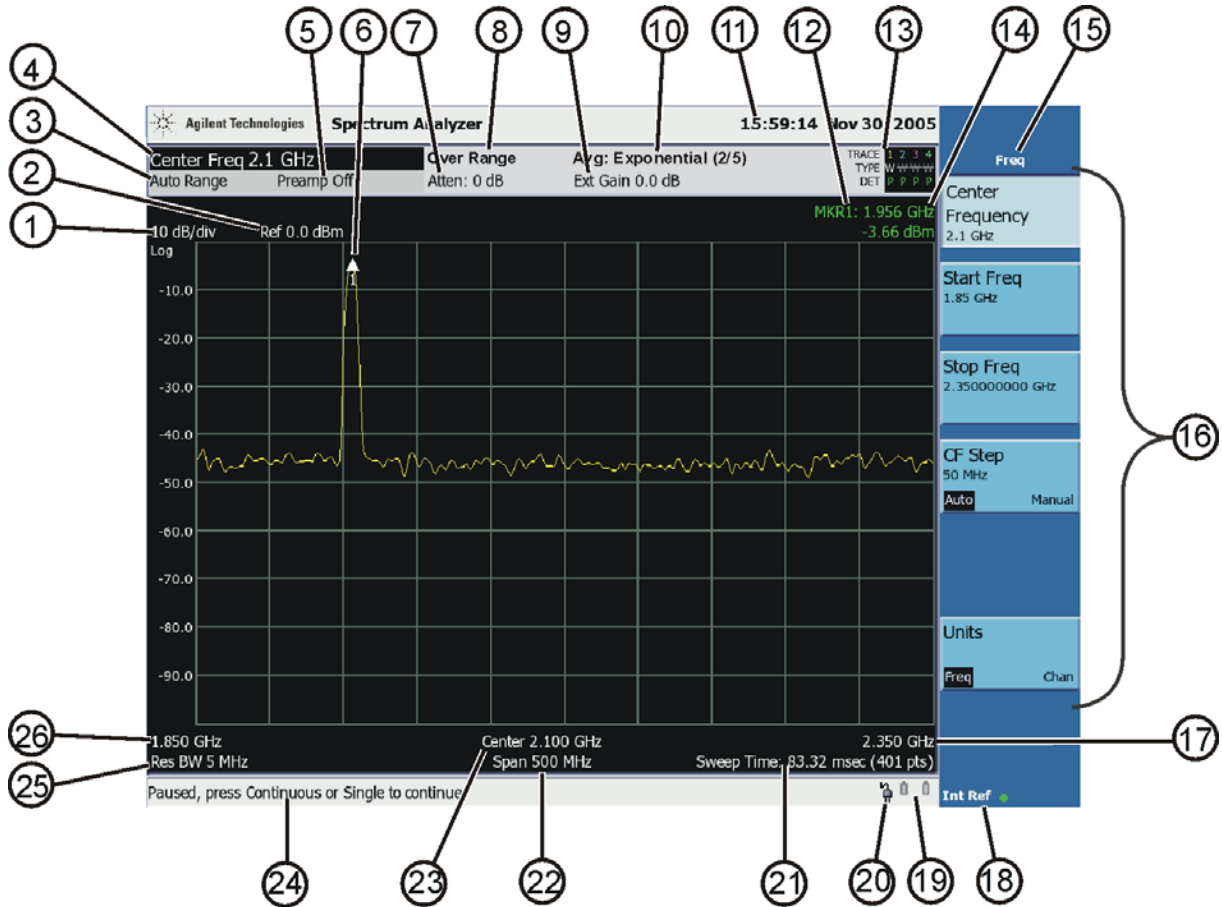 5 6 7 8 9 10 11 12 13 14 15
4
3
2
1
Agilent Technologies Spectrum Analyzer 15:59:14 Nov 30 2005
Center Freq 2.1 GHz Over Range Avg: Exponential (2/5) TRACE 1 2 3 4
TYPE W W W W
Auto Range Preamp Off Atten: 0 dB Ext Gain 0.0 dB DET P P P P
MKR1: 1.956 GHz
10 dB/div Ref 0.0 dBm -3.66 dBm
Log
1
-10.0
-20.0
-30.0
-40.0
-50.0
-60.0
-70.0
-80.0
-90.0
1.850 GHz Center 2.100 GHz 2.350 GHz
Res BW 5 MHz Span 500 MHz Sweep Time: 83.32 msec (401 pts)
Paused, press Continuous or Single to continue
Freq
Center
Frequency
2.1 GHz
Start Freq
1.85 GHz
Stop Freq
2.350000000 GHz
CF Step
50 MHz
Auto Manual
Units
Freq Chan
Int Ref
16
17
26
25
24 23 22 21 20 19 18